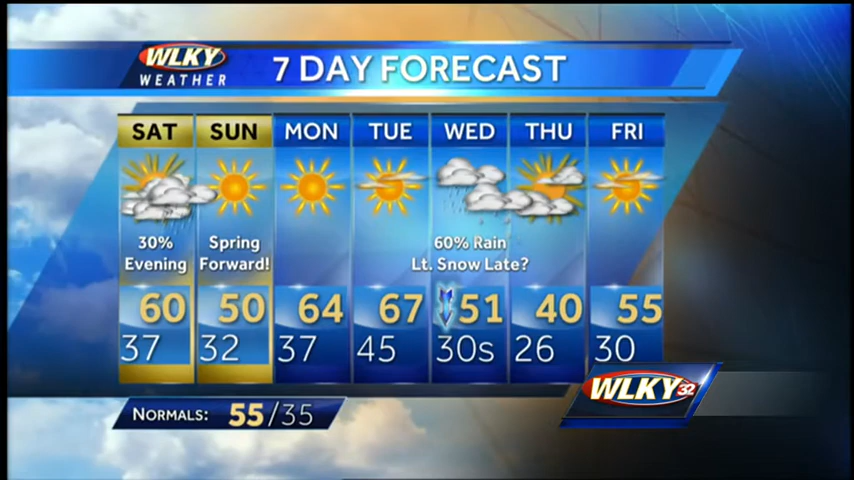 WLKY
WEATHER
7 DAY FORECAST
SAT SUN MON TUE WED THU FRI
30%
Evening
Spring
Forward!
60% Rain
Lt. Snow Late?
60 50 64 67 51 40 55
37 32 37 45 30s 26 30
NORMALS: 55/35
WLKY 32